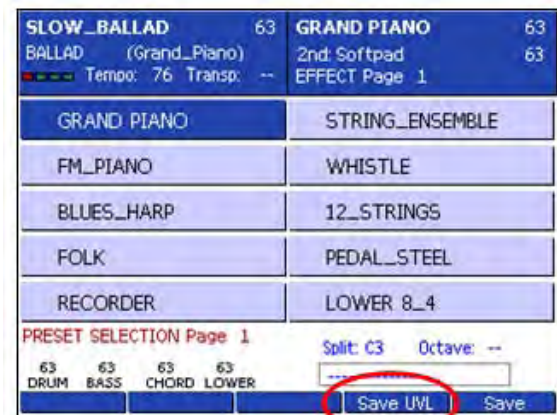 SLOW_BALLAD 63
BALLAD (Grand_Piano)
Tempo: 76 Transp: --
GRAND PIANO 63
2nd: Softpad 63
EFFECT Page 1
GRAND PIANO
STRING_ENSEMBLE
FM_PIANO
WHISTLE
BLUES_HARP
12_STRINGS
FOLK
PEDAL_STEEL
RECORDER
LOWER 8_4
PRESET SELECTION Page 1
Split: C3 Octave: --
63 63 63 63
DRUM BASS CHORD LOWER
----------------
Save UVL Save